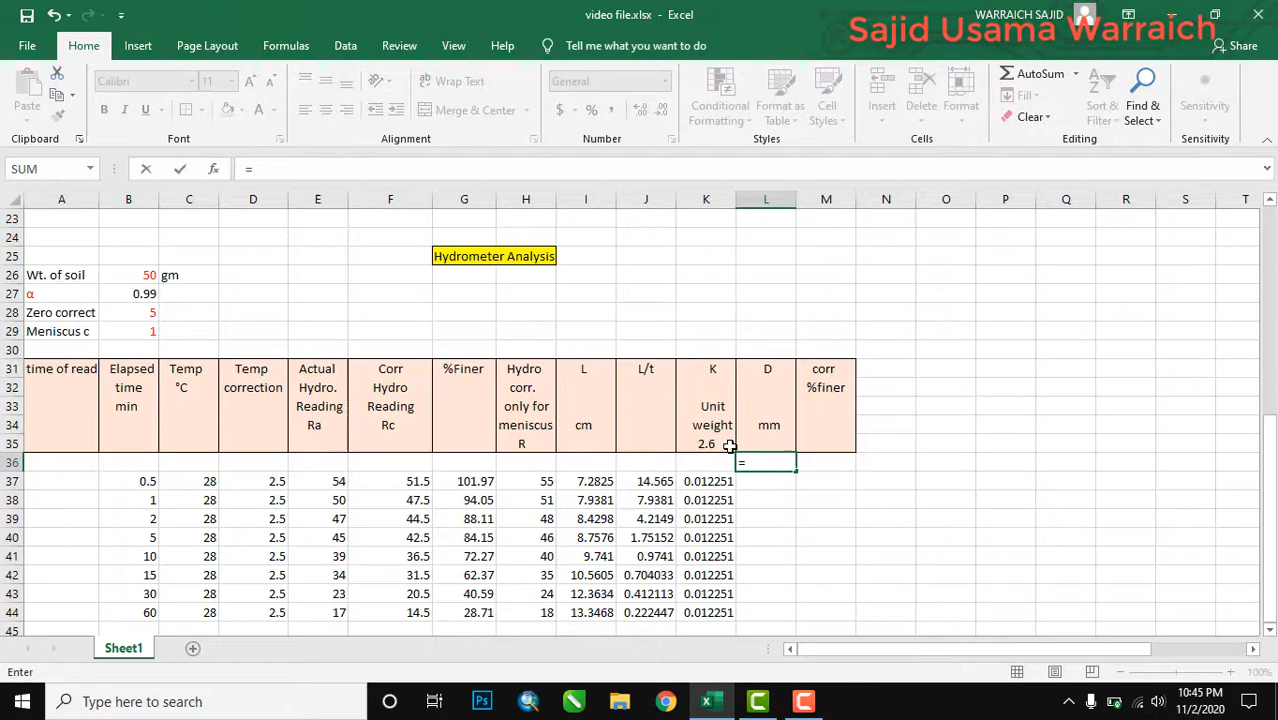 video file.xlsx - Excel
WARRAICH SAJID
Sajid Usama Warraich
File Home Insert Page Layout Formulas Data Review View Help Tell me what you want to do Share
Paste
Calibri 11
Wrap Text
Merge & Center
General
Conditional Formatting
Format as Table
Cell Styles
Insert Delete Format
AutoSum
Fill
Clear
Sort & Filter
Find & Select
Sensitivity
Clipboard Font Alignment Number Styles Cells Editing Sensitivity
SUM =
A B C D E F G H I J K L M N O P Q R S T
23
24
25 Hydrometer Analysis
26 Wt. of soil 50 gm
27 α 0.99
28 Zero correct 5
29 Meniscus c 1
30
31 time of read Elapsed Temp Temp Actual Corr %Finer Hydro L L/t K D corr
32 time °C correction Hydro. Hydro corr. %finer
33 min Reading Reading only for Unit
34 Ra Rc meniscus cm weight mm
35 R 2.6
36 =
37 0.5 28 2.5 54 51.5 101.97 55 7.2825 14.565 0.012251
38 1 28 2.5 50 47.5 94.05 51 7.9381 7.9381 0.012251
39 2 28 2.5 47 44.5 88.11 48 8.4298 4.2149 0.012251
40 5 28 2.5 45 42.5 84.15 46 8.7576 1.75152 0.012251
41 10 28 2.5 39 36.5 72.27 40 9.741 0.9741 0.012251
42 15 28 2.5 34 31.5 62.37 35 10.5605 0.704033 0.012251
43 30 28 2.5 23 20.5 40.59 24 12.3634 0.412113 0.012251
44 60 28 2.5 17 14.5 28.71 18 13.3468 0.222447 0.012251
45
Sheet1
Enter 100%
Type here to search
10:45 PM
11/2/2020